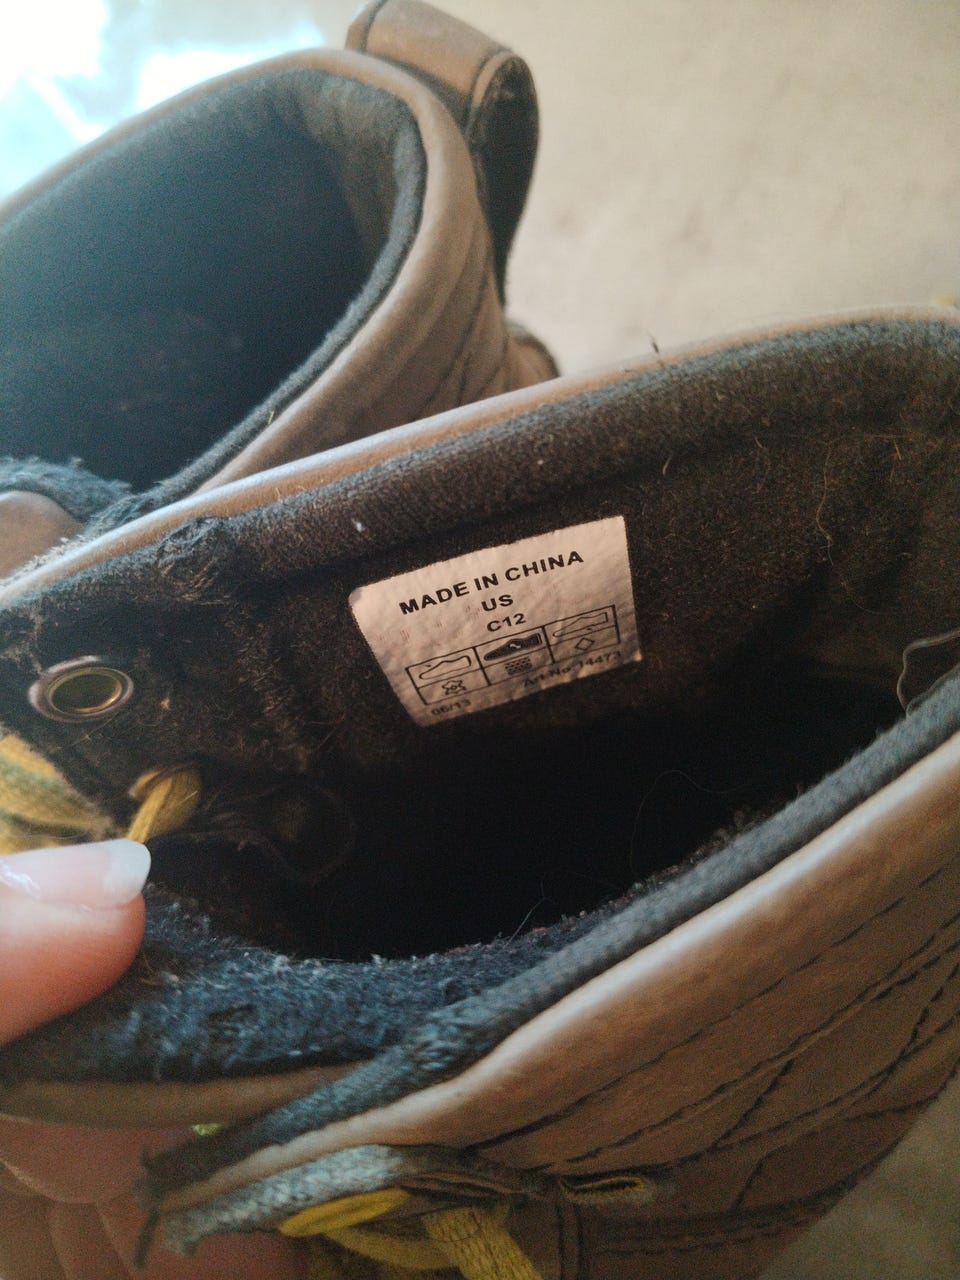 MADE IN CHINA
US
C12
Art No. 14473
06/13